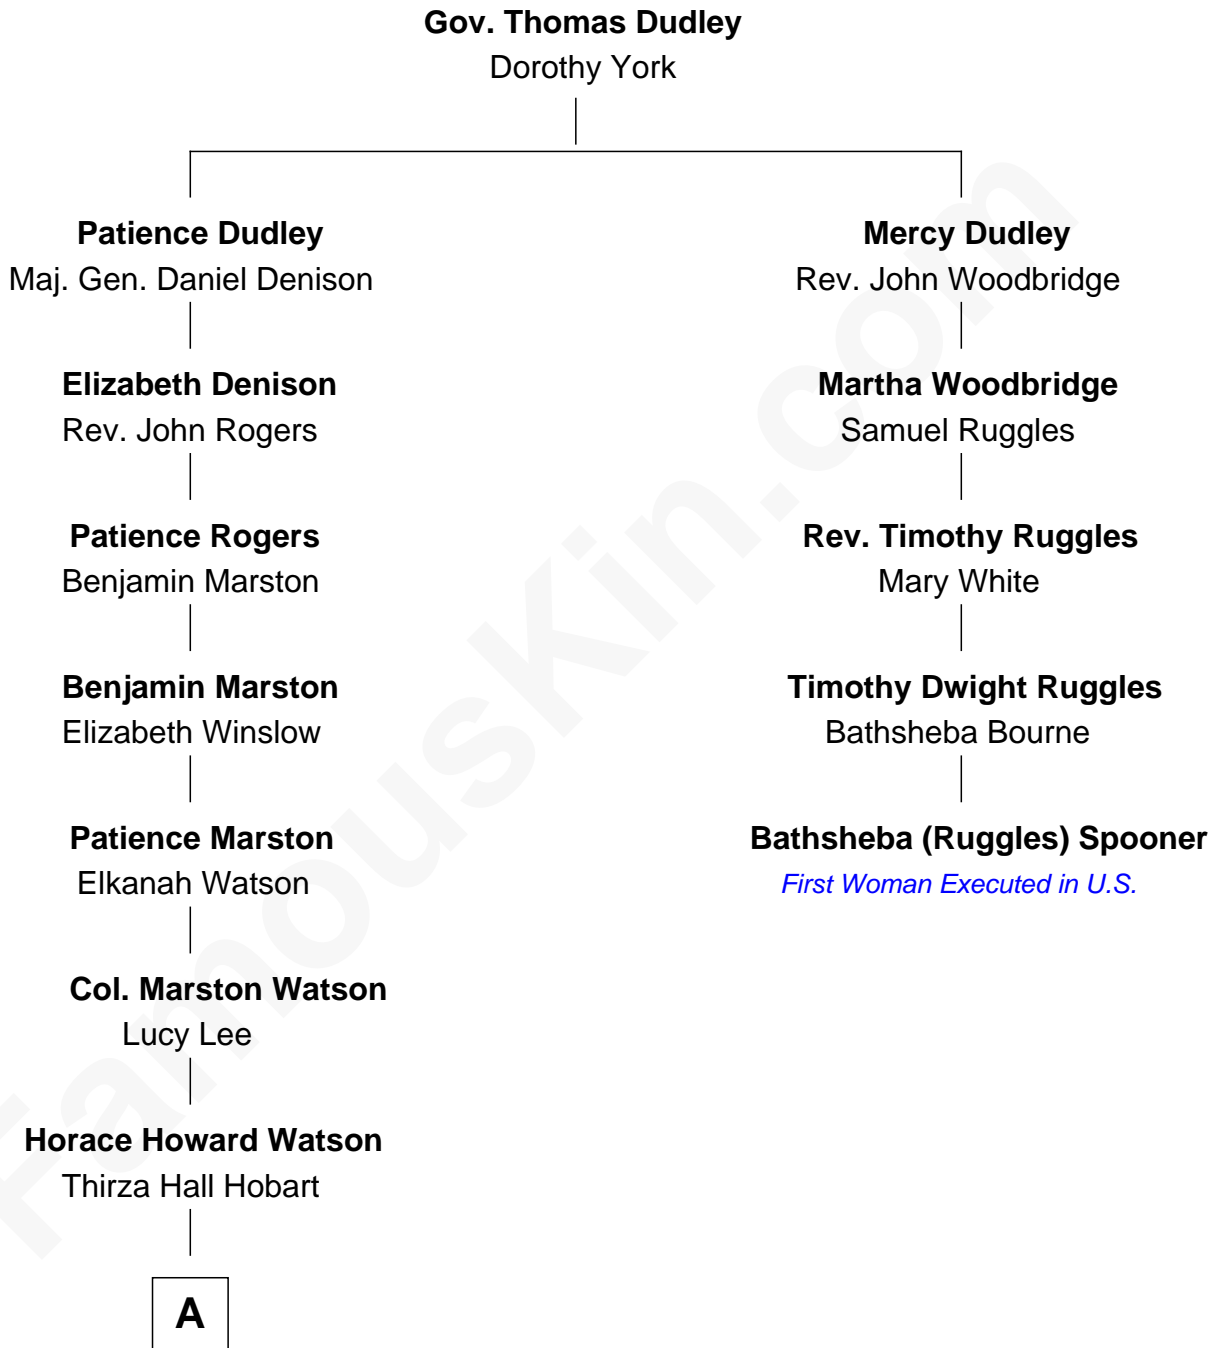 Gov. Thomas Dudley
Dorothy York
Patience Dudley
Maj. Gen. Daniel Denison
Elizabeth Denison
Rev. John Rogers
Patience Rogers
Benjamin Marston
Benjamin Marston
Elizabeth Winslow
Patience Marston
Elkanah Watson
Col. Marston Watson
Lucy Lee
Horace Howard Watson
Thirza Hall Hobart
A
Mercy Dudley
Rev. John Woodbridge
Martha Woodbridge
Samuel Ruggles
Rev. Timothy Ruggles
Mary White
Timothy Dwight Ruggles
Bathsheba Bourne
Bathsheba (Ruggles) Spooner
First Woman Executed in U.S.
FamousKin.com